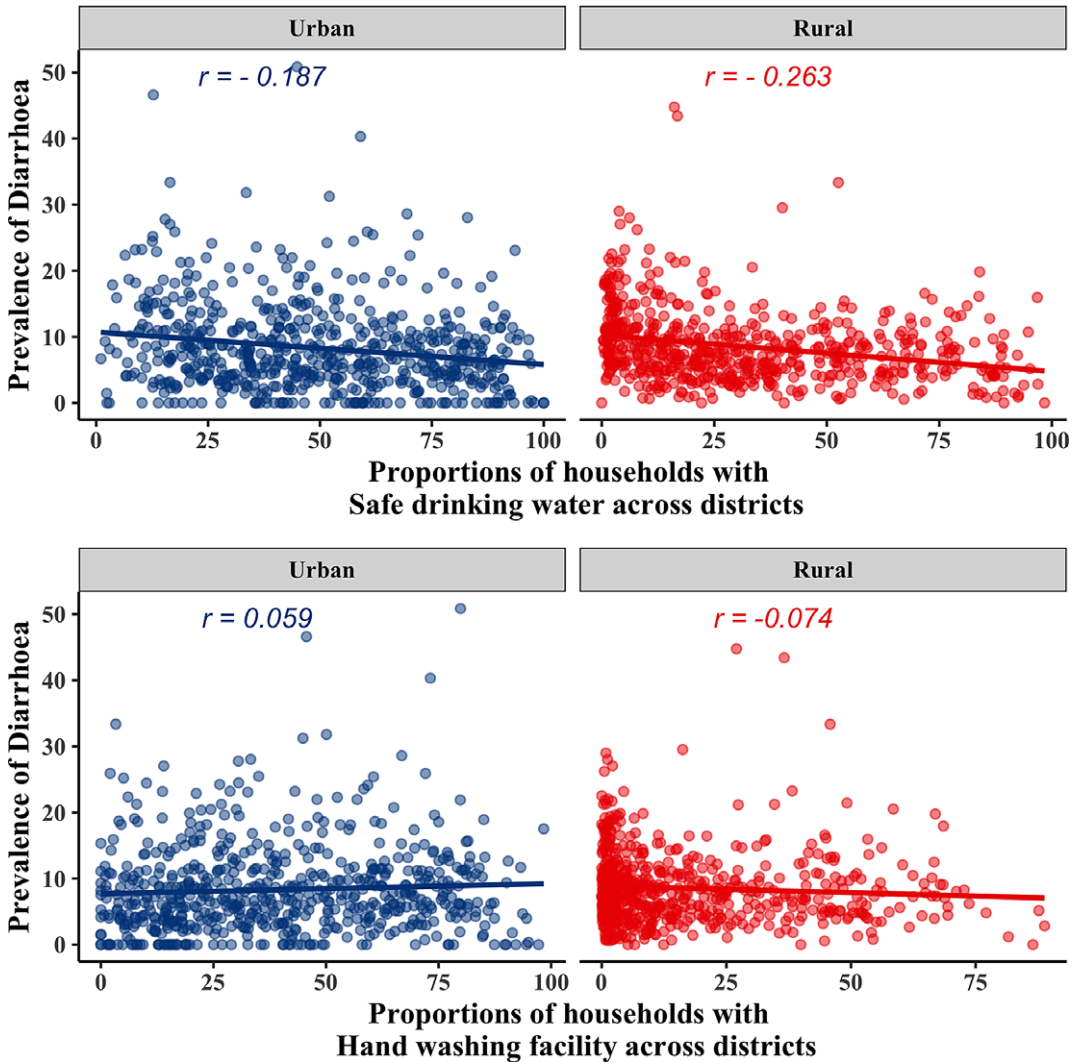 Urban
Rural
r = - 0.187
r = - 0.263
Prevalence of Diarrhoea
50
40
30
20
10
0
0 25 50 75 100
0 25 50 75 100
Proportions of households with
Safe drinking water across districts
Urban
Rural
r = 0.059
r = -0.074
Prevalence of Diarrhoea
50
40
30
20
10
0
0 25 50 75 100
0 25 50 75
Proportions of households with
Hand washing facility across districts